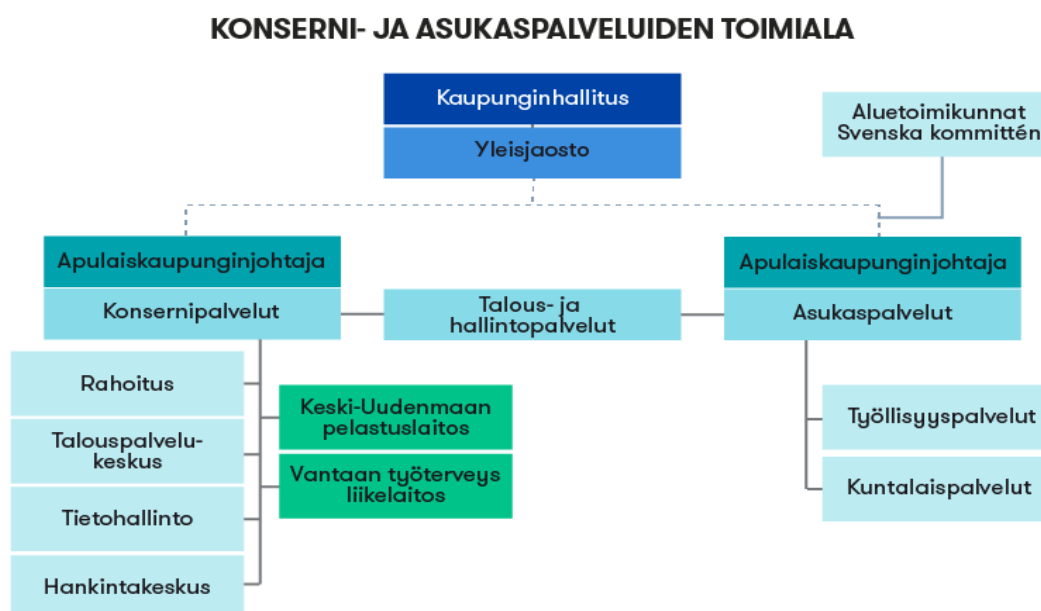 KONSERNI- JA ASUKASPALVELUIDEN TOIMIALA
Kaupunginhallitus
Yleisjaosto
Aluetoimikunnat
Svenska kommittén
Apulaiskaupunginjohtaja
Konsernipalvelut
Talous- ja
hallintopalvelut
Apulaiskaupunginjohtaja
Asukaspalvelut
Rahoitus
Talouspalvelu-
keskus
Tietohallinto
Hankintakeskus
Keski-Uudenmaan
pelastuslaitos
Vantaan työterveys
liikelaitos
Työllisyyspalvelut
Kuntalaispalvelut